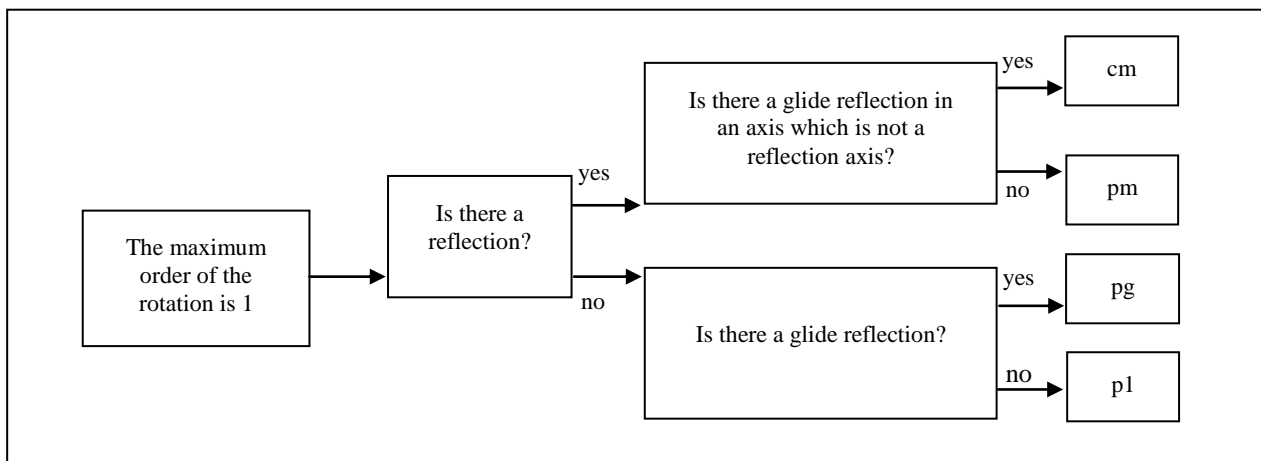 The maximum
order of the
rotation is 1
Is there a
reflection?
yes
no
Is there a glide reflection in
an axis which is not a
reflection axis?
yes
cm
no
pm
Is there a glide reflection?
yes
pg
no
p1